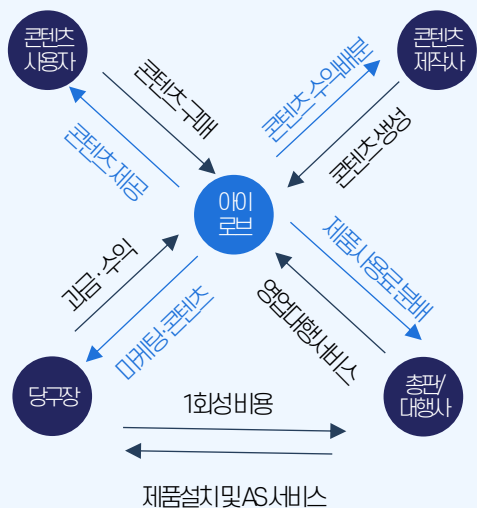 콘텐츠
사용자
콘텐츠
제작사
콘텐츠 구매
콘텐츠 수익배분
콘텐츠 제공
콘텐츠 생성
아이
로브
과금·수익
제품사용료 분배
마케팅·콘텐츠
영업대행서비스
당구장
총판/
대행사
1회성 비용
제품설치 및 AS 서비스